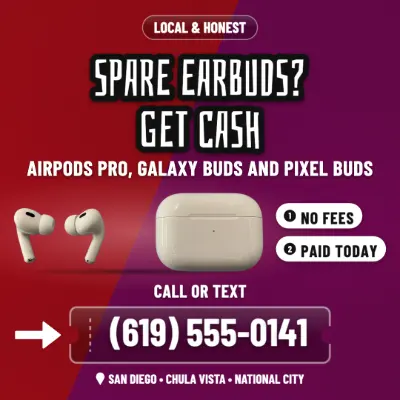 LOCAL & HONEST
SPARE EARBUDS?
GET CASH
AIRPODS PRO, GALAXY BUDS AND PIXEL BUDS
1 NO FEES
2 PAID TODAY
CALL OR TEXT
(619) 555-0141
SAN DIEGO • CHULA VISTA • NATIONAL CITY